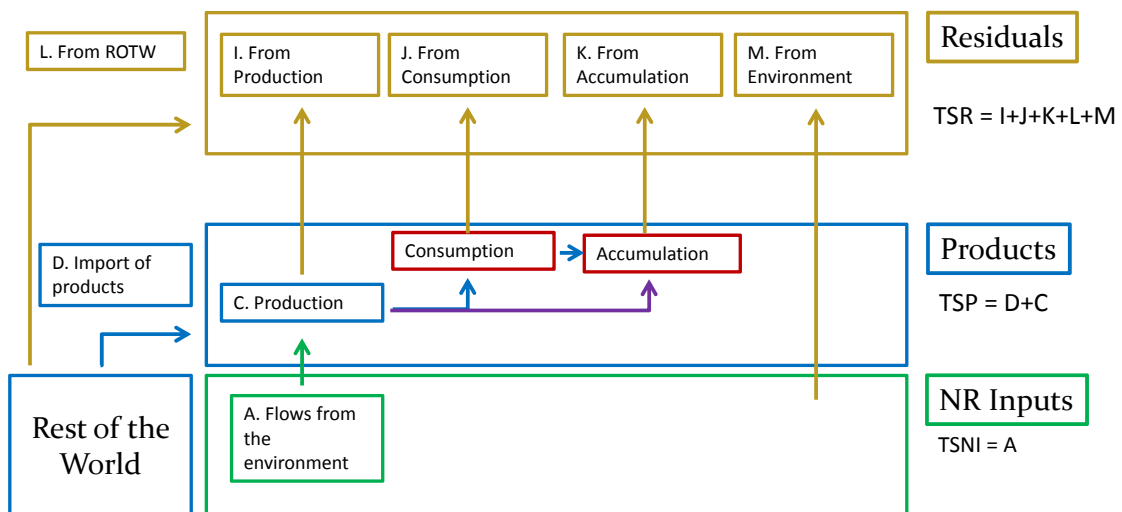 L. From ROTW
I. From
Production
J. From
Consumption
K. From
Accumulation
M. From
Environment
Residuals
TSR = I+J+K+L+M
D. Import of
products
C. Production
Consumption
Accumulation
Products
TSP = D+C
Rest of the
World
A. Flows from
the
environment
NR Inputs
TSNI = A